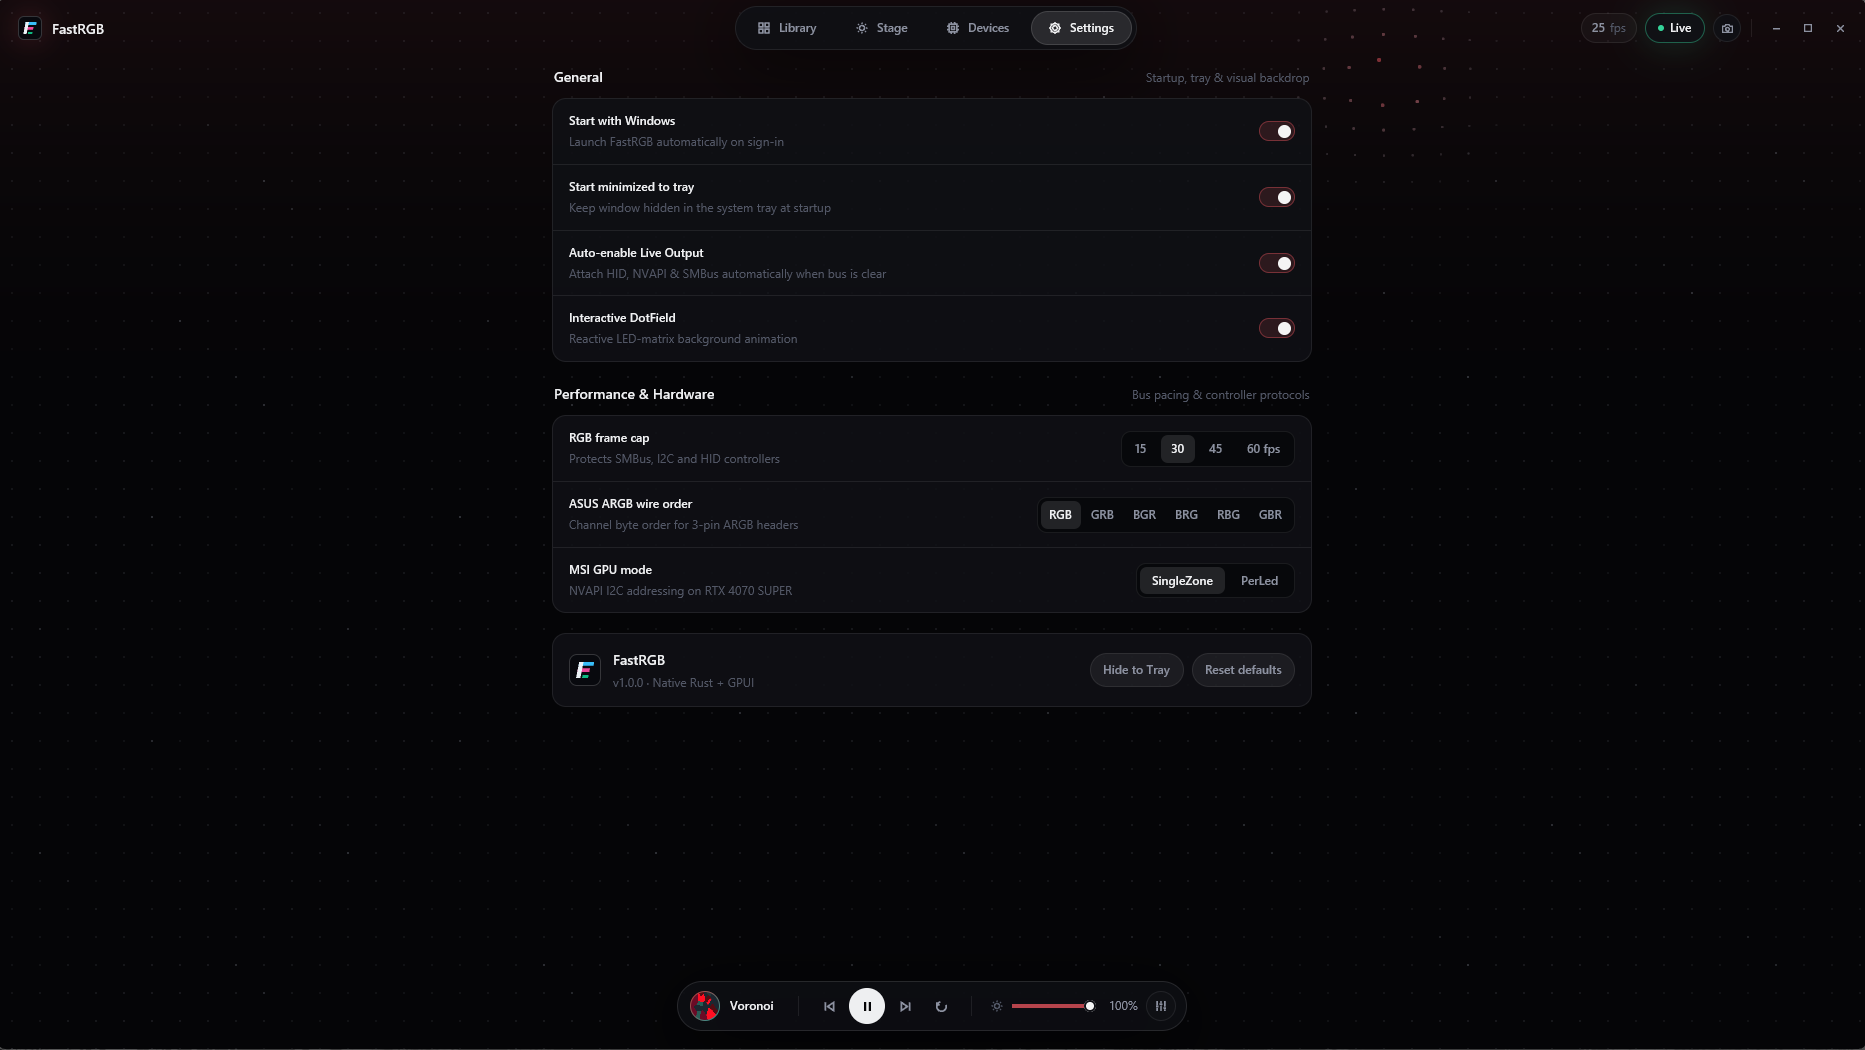 FastRGB
Library
Stage
Devices
Settings
25 fps
Live
General
Startup, tray & visual backdrop
Start with Windows
Launch FastRGB automatically on sign-in
Start minimized to tray
Keep window hidden in the system tray at startup
Auto-enable Live Output
Attach HID, NVAPI & SMBus automatically when bus is clear
Interactive DotField
Reactive LED-matrix background animation
Performance & Hardware
Bus pacing & controller protocols
RGB frame cap
Protects SMBus, I2C and HID controllers
15 30 45 60 fps
ASUS ARGB wire order
Channel byte order for 3-pin ARGB headers
RGB GRB BGR BRG RBG GBR
MSI GPU mode
NVAPI I2C addressing on RTX 4070 SUPER
SingleZone PerLed
FastRGB
v1.0.0 · Native Rust + GPUI
Hide to Tray
Reset defaults
Voronoi
100%